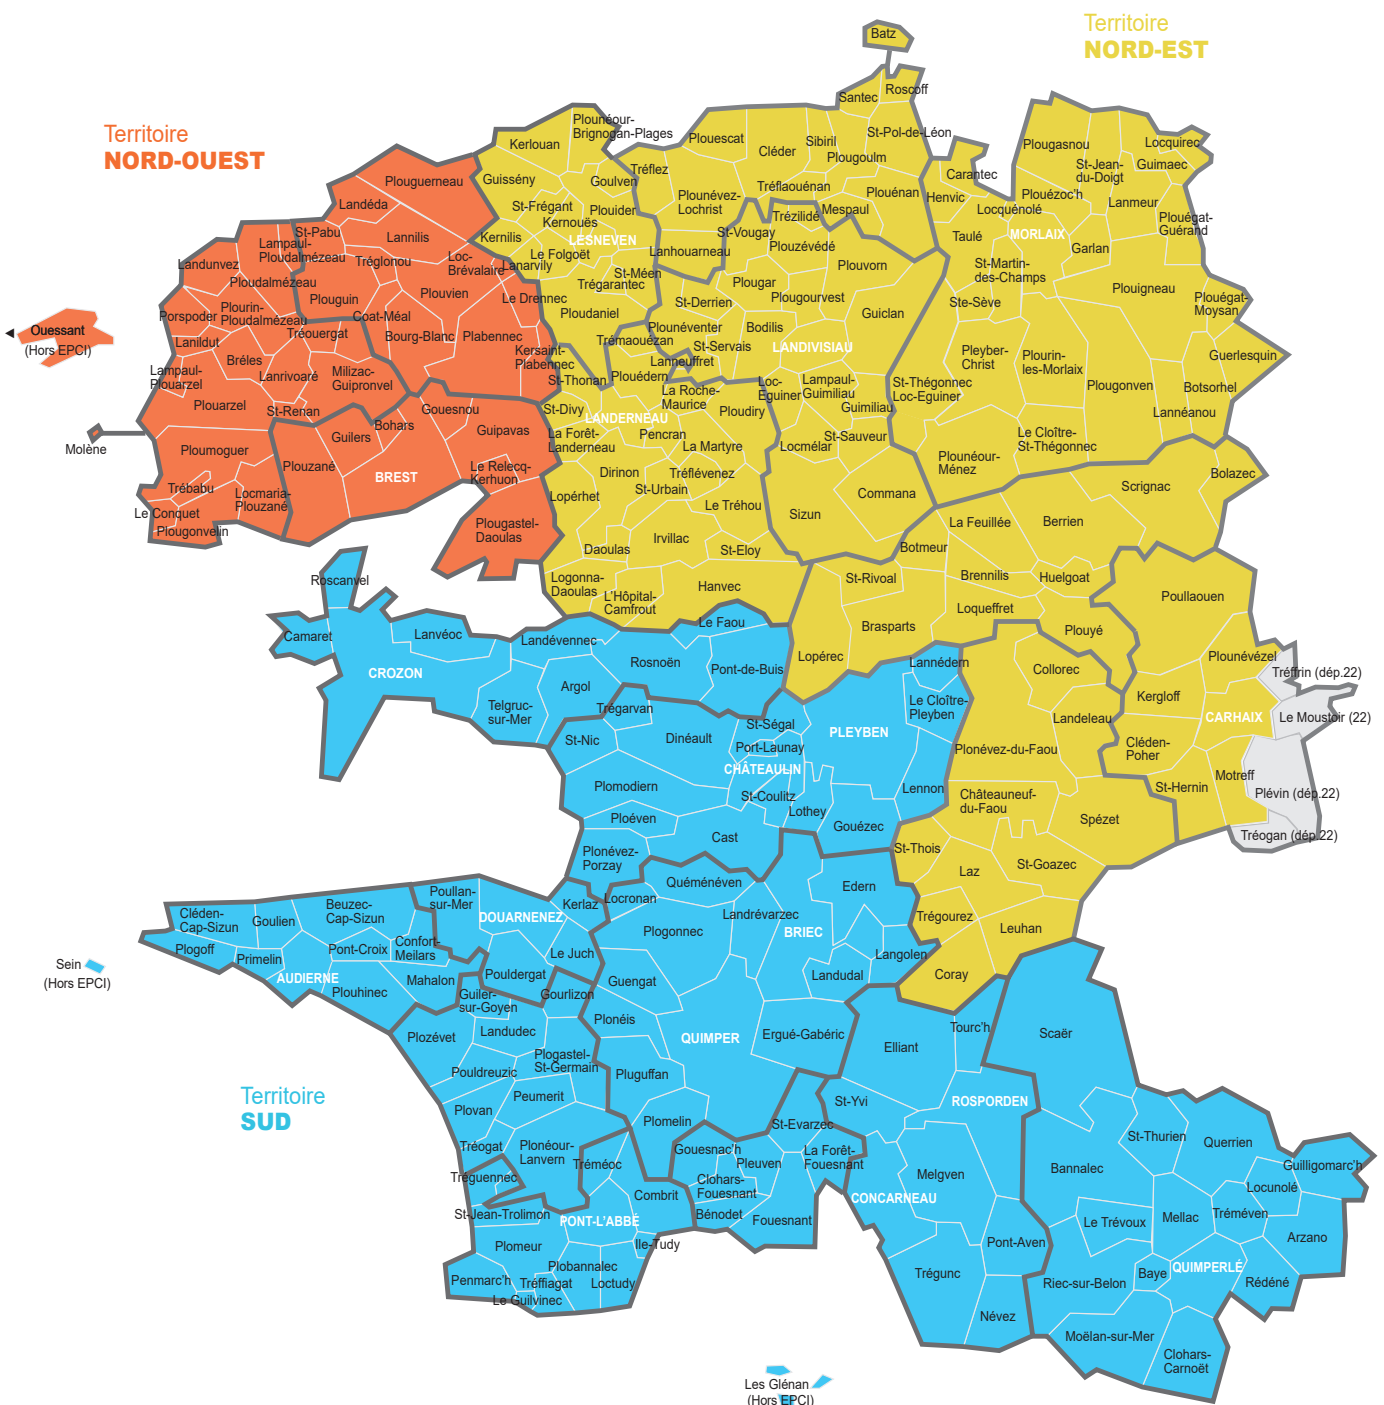 Territoire
NORD-EST
Territoire
NORD-OUEST
Territoire
SUD
Batz
Roscoff
Santec
St-Pol-de-Léon
Plounéour-
Brignogan-Plages
Kerlouan
Plouescat
Cléder
Sibiril
Plougoulm
Plougasnou
Locquirec
Guimaec
St-Jean-
du-Doigt
Guissény
Goulven
Tréflez
Tréflaouénan
Plouénan
Carantec
Henvic
Plouézoc'h
Lanmeur
Plouguerneau
Landéda
St-Frégant
Kernouës
Plouider
Plounévez-
Lochrist
Trézilidé
Mespaul
Locquénolé
Plouégat-
Guérand
St-Pabu
Lannilis
Kernilis
LESNEVEN
Lanhouarneau
St-Vougay
Plouzévédé
Taulé
MORLAIX
Garlan
Lampaul-
Ploudalmézeau
Landunvez
Tréglonou
Loc-
Brévalaire
Lanarvily
Le Folgoët
St-Méen
Trégarantec
Plouvorn
St-Martin-
des-Champs
Plouigneau
Ploudalmézeau
Plouguin
Plouvien
Le Drennec
Ploudaniel
St-Derrien
Plougar
Plougourvest
Guiclan
Ste-Sève
Plouégat-
Moysan
Porspoder
Plourin-
Ploudalmézeau
Coat-Méal
Bourg-Blanc
Plabennec
Plounéventer
Bodilis
Trémaouézan
St-Servais
LANDIVISIAU
Ouessant
(Hors EPCI)
Lanildut
Tréouergat
Bréles
Lanrivoaré
Milizac-
Guipronvel
Kersaint-
Plabennec
St-Thonan
Plouédern
Lanneuffret
Pleyber-
Christ
Plourin-
les-Morlaix
Plougonven
Guerlesquin
Botsorhel
Lannéanou
Lampaul-
Plouarzel
Plouarzel
St-Renan
Gouesnou
Bohars
Guilers
Guipavas
St-Divy
LANDERNEAU
La Roche-
Maurice
Ploudiry
Loc-
Eguiner
Lampaul-
Guimiliau
Guimiliau
St-Thégonnec
Loc-Eguiner
Molène
Ploumoguer
Plouzané
BREST
Le Relecq-
Kerhuon
La Forêt-
Landerneau
Pencran
La Martyre
Locmélar
St-Sauveur
Le Cloître-
St-Thégonnec
Plounéour-
Ménez
Trébabu
Locmaria-
Plouzané
Le Conquet
Plougonvelin
Plougastel-
Daoulas
Lopérhet
Dirinon
Tréflévenez
St-Urbain
Le Tréhou
Commana
Sizun
Scrignac
Bolazec
Berrien
La Feuillée
Irvillac
Daoulas
St-Eloy
Botmeur
Logonna-
Daoulas
L'Hôpital-
Camfrout
Hanvec
St-Rivoal
Brennilis
Huelgoat
Loqueffret
Poullaouen
Roscanvel
Camaret
Lanvéoc
Landévennec
Le Faou
Brasparts
Plouyé
Lopérec
CROZON
Rosnoën
Pont-de-Buis
Lannédern
Collorec
Plounévézel
Tréffrin (dép.22)
Argol
Telgruc-
sur-Mer
Trégarvan
Le Cloître-
Pleyben
Kergloff
CARHAIX
Le Moustoir (22)
St-Nic
Dinéault
St-Ségal
Port-Launay
PLEYBEN
Landeleau
Plonévez-du-Faou
Cléden-
Poher
Motreff
Plomodiern
CHÂTEAULIN
St-Coulitz
Lothey
Lennon
Châteauneuf-
du-Faou
St-Hernin
Plévin (dép.22)
Ploéven
Cast
Gouézec
Spézet
Tréogan (dép.22)
Plonévez-
Porzay
St-Thois
Laz
St-Goazec
Quéménéven
Edern
Kerlaz
Locronan
Poullan-
sur-Mer
Beuzec-
Cap-Sizun
Cléden-
Cap-Sizun
Goulien
DOUARNENEZ
Landrévarzec
Trégourez
Leuhan
Plogoff
Primelin
Pont-Croix
Confort-
Meilars
Plogonnec
BRIEC
Le Juch
Langolen
Coray
Sein
(Hors EPCI)
AUDIERNE
Plouhinec
Mahalon
Pouldergat
Guengat
Landudal
Guiler-
sur-Goyen
Gourlizon
Plonéis
Plozévet
Landudec
QUIMPER
Ergué-Gabéric
Elliant
Tourc'h
Scaër
Plogastel-
St-Germain
Pouldreuzic
Pluguffan
Peumerit
St-Yvi
ROSPORDEN
Plovan
Plomelin
St-Evarzec
St-Thurien
Querrien
Tréogat
Plonéour-
Lanvern
Gouesnac'h
Pleuven
La Forêt-
Fouesnant
Tréméoc
Melgven
Bannalec
Guilligomarc'h
Tréguennec
Clohars-
Fouesnant
Combrit
CONCARNEAU
Locunolé
St-Jean-Trolimon
PONT-L'ABBÉ
Bénodet
Fouesnant
Le Trévoux
Mellac
Tréméven
Arzano
Plomeur
Ile-Tudy
Pont-Aven
Plobannalec
Penmarc'h
Tréffiagat
Loctudy
Trégunc
Riec-sur-Belon
Baye
QUIMPERLÉ
Rédéné
Le Guilvinec
Névez
Moëlan-sur-Mer
Clohars-
Carnoët
Les Glénan
(Hors EPCI)